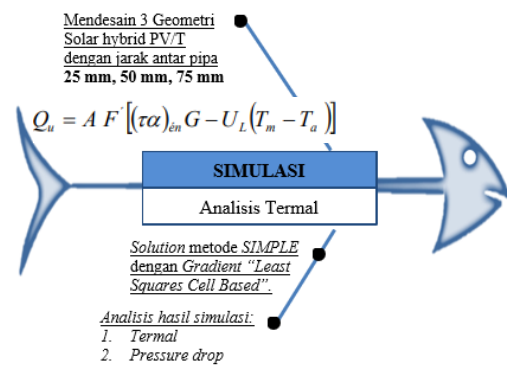 Mendesain 3 Geometri
Solar hybrid PV/T
dengan jarak antar pipa
25 mm, 50 mm, 75 mm
Q_u = A F'[(τα)_én G − U_L(T_m − T_a)]
SIMULASI
Analisis Termal
Solution metode SIMPLE
dengan Gradient “Least
Squares Cell Based”.
Analisis hasil simulasi:
1. Termal
2. Pressure drop